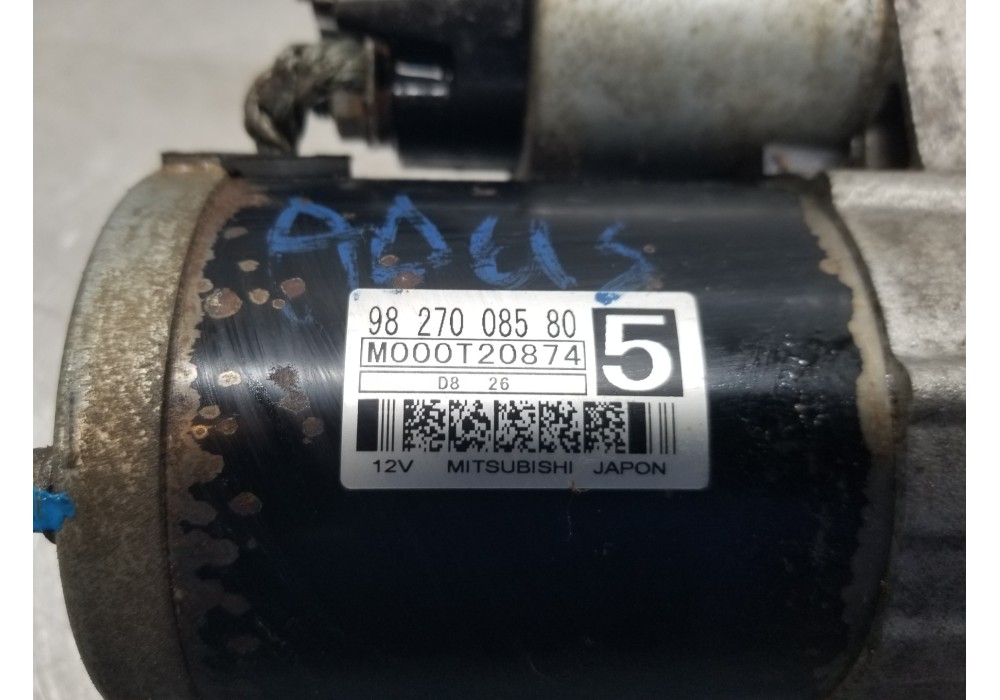 98 270 085 80
5
M000T20874
D8 26
12V MITSUBISHI JAPON